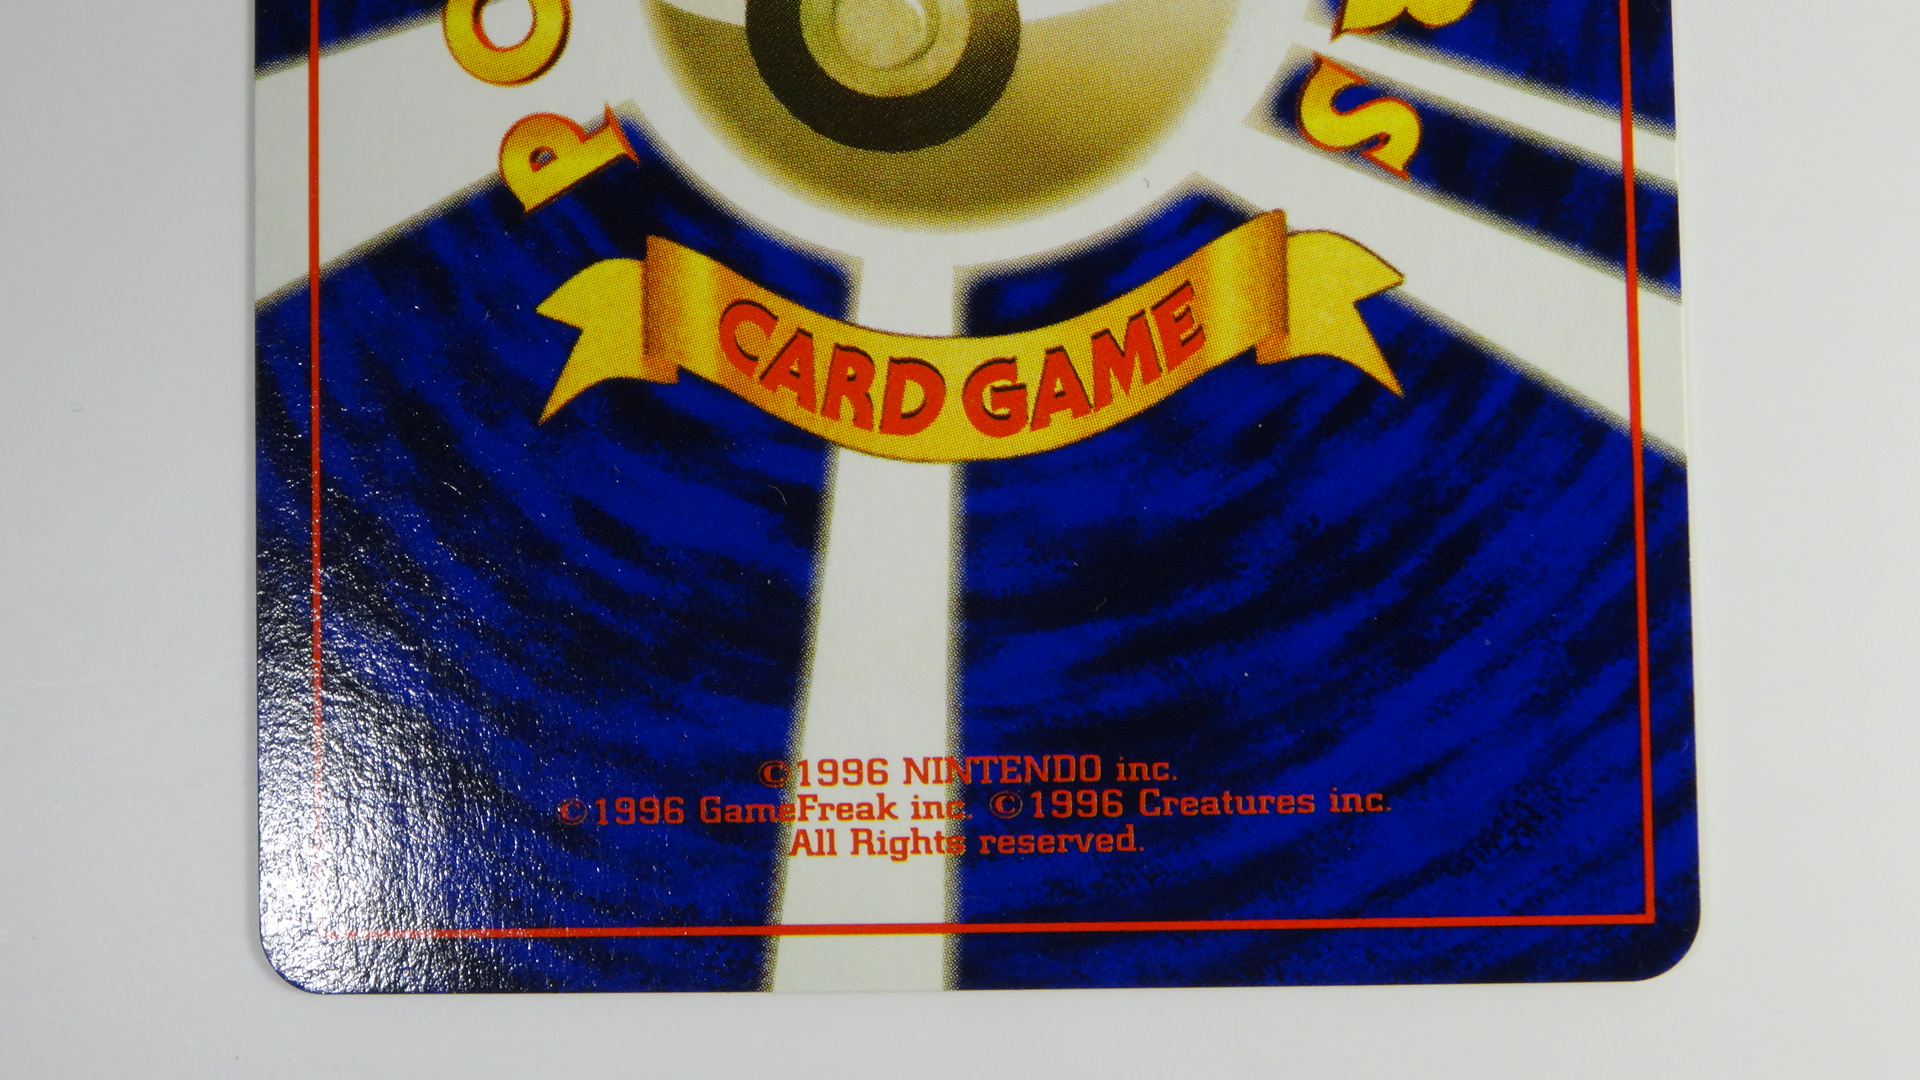 P O
R S
CARD GAME
©1996 NINTENDO inc.
©1996 GameFreak inc. ©1996 Creatures inc.
All Rights reserved.